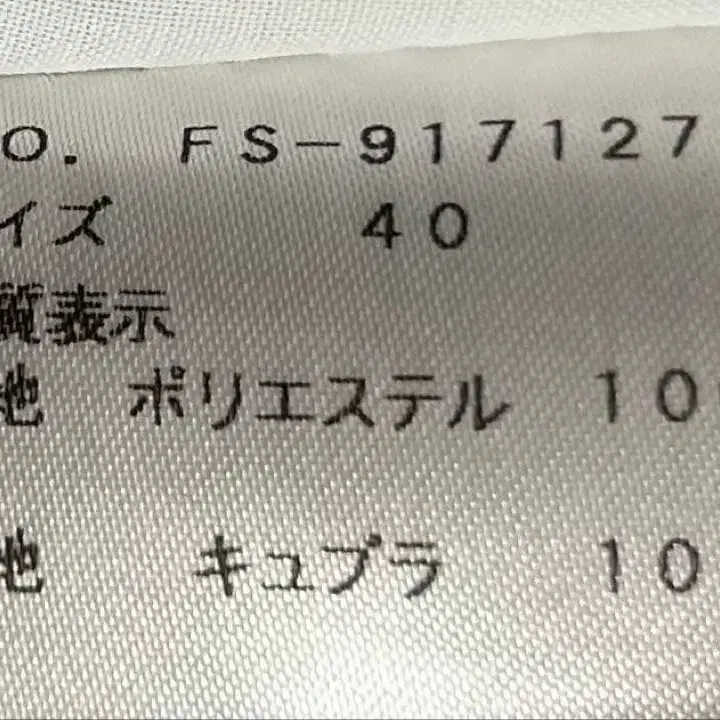 O. FS-917127
イズ 40
質表示
地 ポリエステル 10
地 キュプラ 10